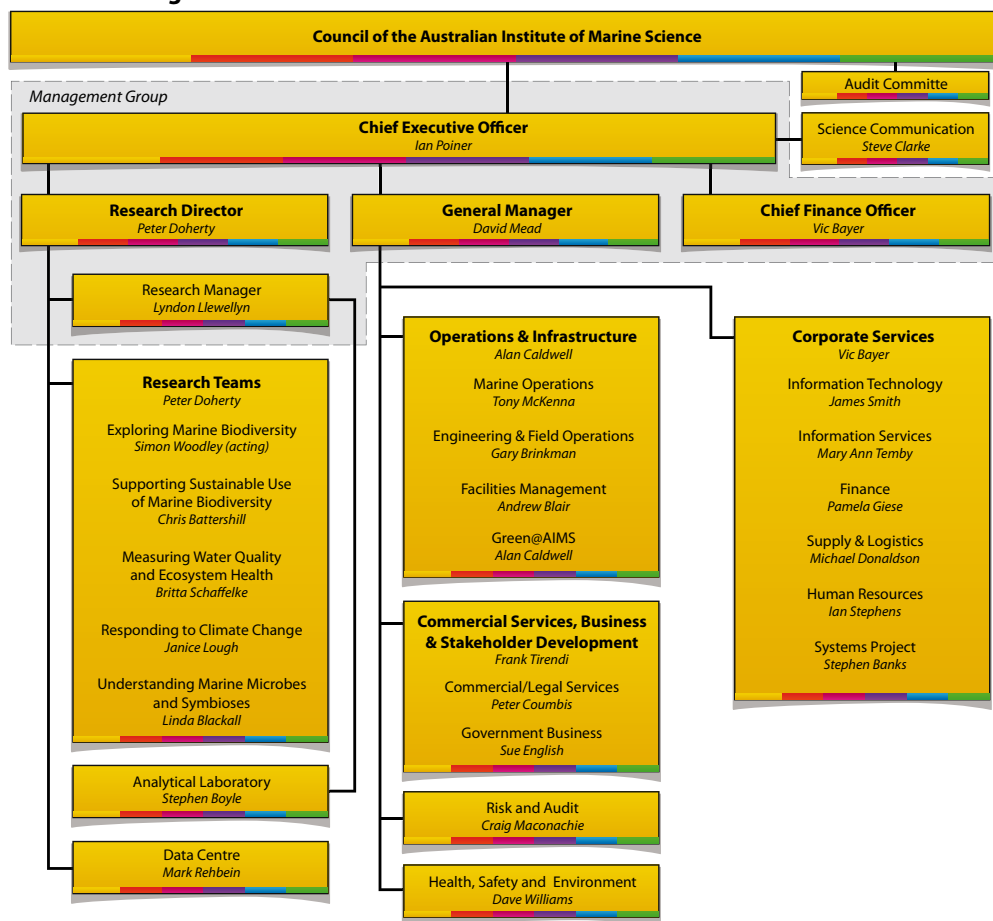 Council of the Australian Institute of Marine Science
Audit Committe
Management Group
Chief Executive Officer
Ian Poiner
Science Communication
Steve Clarke
Research Director
Peter Doherty
General Manager
David Mead
Chief Finance Officer
Vic Bayer
Research Manager
Lyndon Llewellyn
Research Teams
Peter Doherty
Exploring Marine Biodiversity
Simon Woodley (acting)
Supporting Sustainable Use
of Marine Biodiversity
Chris Battershill
Measuring Water Quality
and Ecosystem Health
Britta Schaffelke
Responding to Climate Change
Janice Lough
Understanding Marine Microbes
and Symbioses
Linda Blackall
Analytical Laboratory
Stephen Boyle
Data Centre
Mark Rehbein
Operations & Infrastructure
Alan Caldwell
Marine Operations
Tony McKenna
Engineering & Field Operations
Gary Brinkman
Facilities Management
Andrew Blair
Green@AIMS
Alan Caldwell
Commercial Services, Business
& Stakeholder Development
Frank Tirendi
Commercial/Legal Services
Peter Coumbis
Government Business
Sue English
Risk and Audit
Craig Maconachie
Health, Safety and Environment
Dave Williams
Corporate Services
Vic Bayer
Information Technology
James Smith
Information Services
Mary Ann Temby
Finance
Pamela Giese
Supply & Logistics
Michael Donaldson
Human Resources
Ian Stephens
Systems Project
Stephen Banks